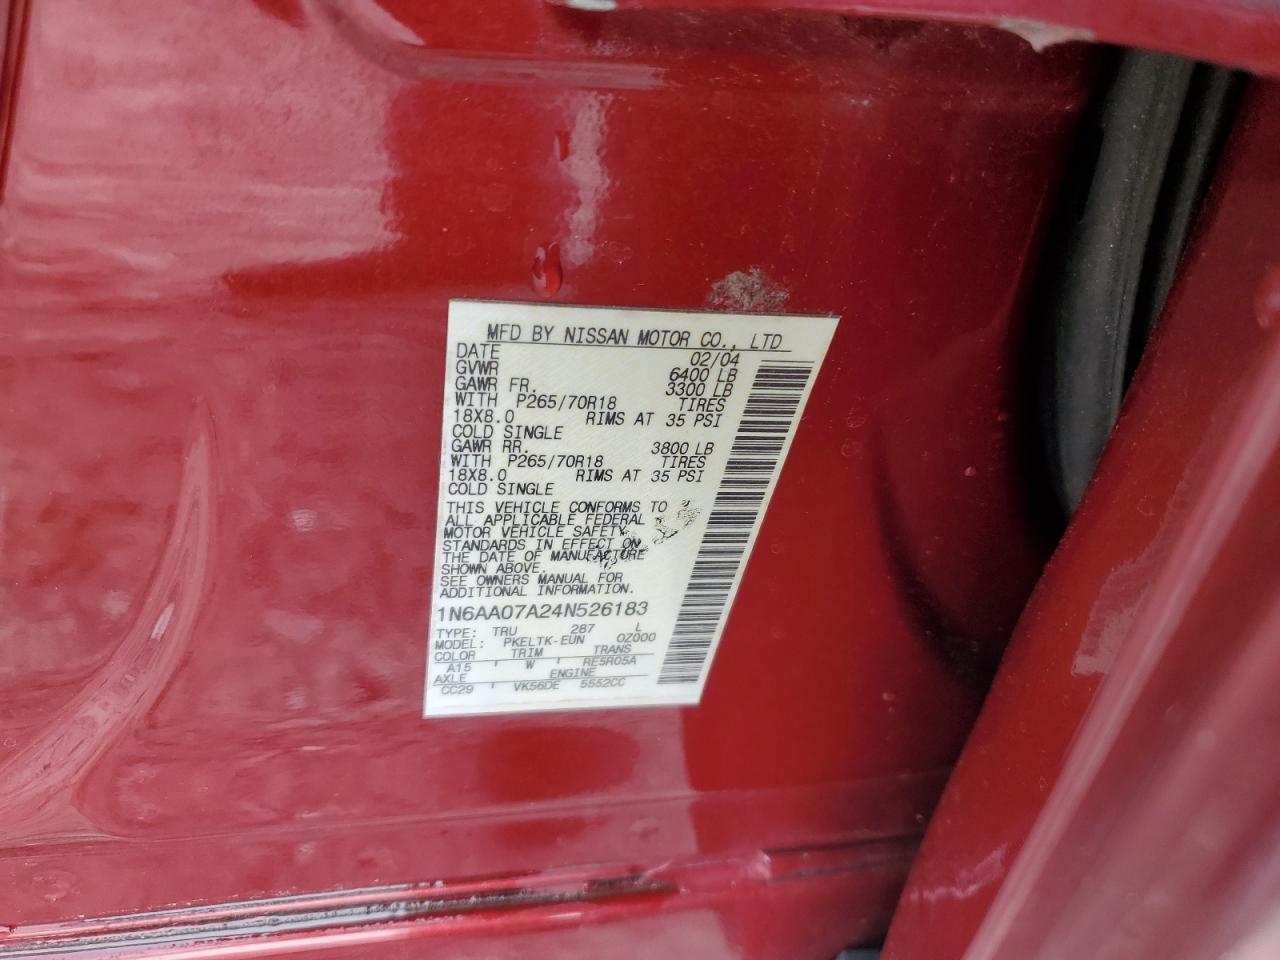 MFD BY NISSAN MOTOR CO., LTD
DATE 02/04
GVWR 6400 LB
GAWR FR. 3300 LB
WITH P265/70R18 TIRES
18X8.0 RIMS AT 35 PSI
COLD SINGLE
GAWR RR. 3800 LB
WITH P265/70R18 TIRES
18X8.0 RIMS AT 35 PSI
COLD SINGLE
THIS VEHICLE CONFORMS TO
ALL APPLICABLE FEDERAL
MOTOR VEHICLE SAFETY
STANDARDS IN EFFECT ON
THE DATE OF MANUFACTURE
SHOWN ABOVE.
SEE OWNERS MANUAL FOR
ADDITIONAL INFORMATION.
1N6AA07A24N526183
TYPE: TRU 287 L
MODEL: PKELTK-EUN 0Z000
COLOR TRIM TRANS
A15 W RE5R05A
AXLE ENGINE
CC29 VK56DE 5552CC